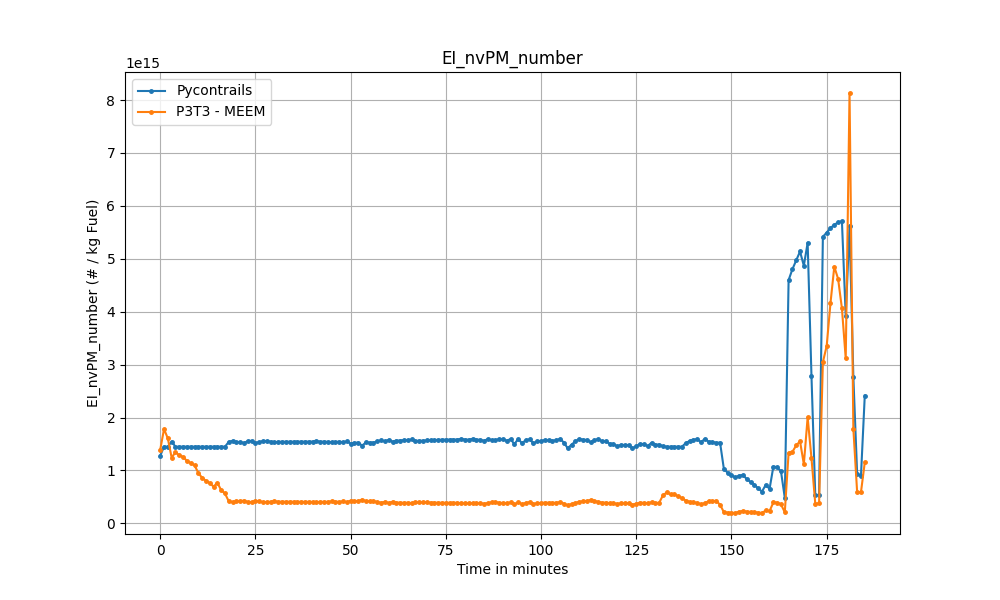 EI_nvPM_number
1e15
Pycontrails
P3T3 - MEEM
8
7
6
5
4
3
2
1
0
EI_nvPM_number (# / kg Fuel)
0 25 50 75 100 125 150 175
Time in minutes